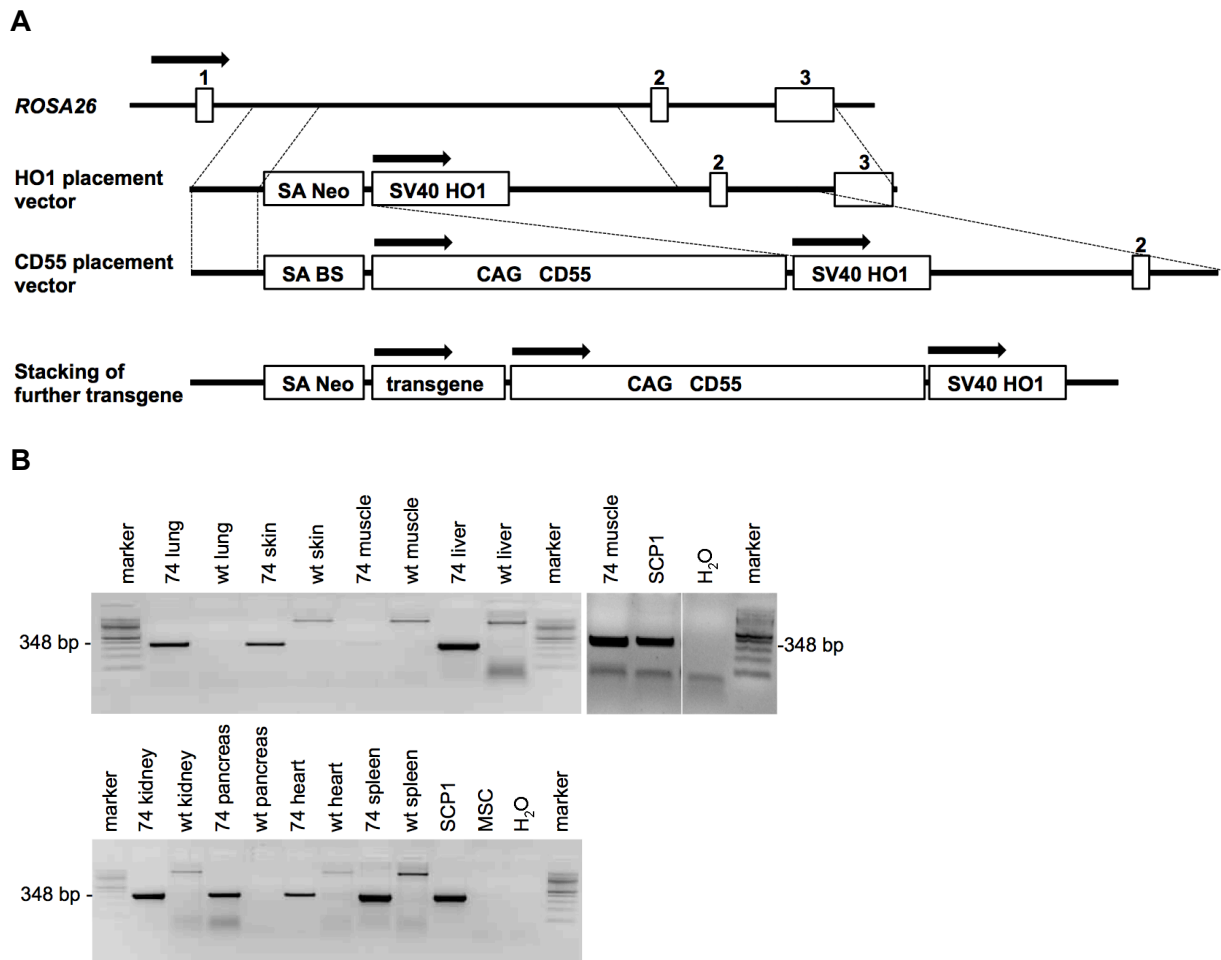 A
1
2
3
ROSA26
HO1 placement
vector
SA Neo
SV40 HO1
2
3
CD55 placement
vector
SA BS
CAG CD55
SV40 HO1
2
Stacking of
further transgene
SA Neo
transgene
CAG CD55
SV40 HO1
B
marker
74 lung
wt lung
74 skin
wt skin
74 muscle
wt muscle
74 liver
wt liver
marker
74 muscle
SCP1
H₂O
marker
348 bp -
-348 bp
marker
74 kidney
wt kidney
74 pancreas
wt pancreas
74 heart
wt heart
74 spleen
wt spleen
SCP1
MSC
H₂O
marker
348 bp -